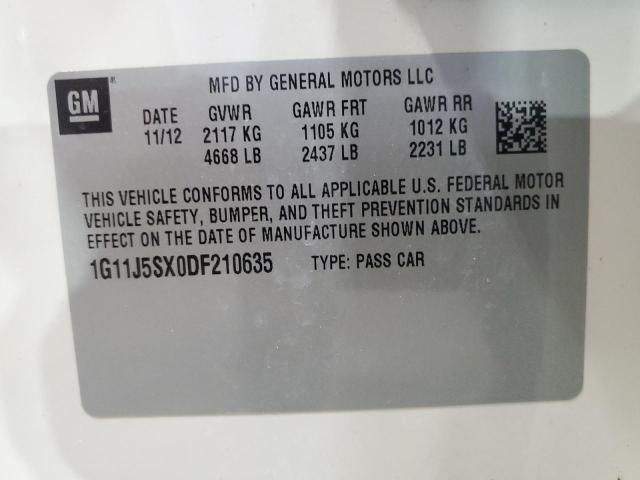 MFD BY GENERAL MOTORS LLC
GM
DATE GVWR GAWR FRT GAWR RR
11/12 2117 KG 1105 KG 1012 KG
4668 LB 2437 LB 2231 LB
THIS VEHICLE CONFORMS TO ALL APPLICABLE U.S. FEDERAL MOTOR
VEHICLE SAFETY, BUMPER, AND THEFT PREVENTION STANDARDS IN
EFFECT ON THE DATE OF MANUFACTURE SHOWN ABOVE.
1G11J5SX0DF210635 TYPE: PASS CAR